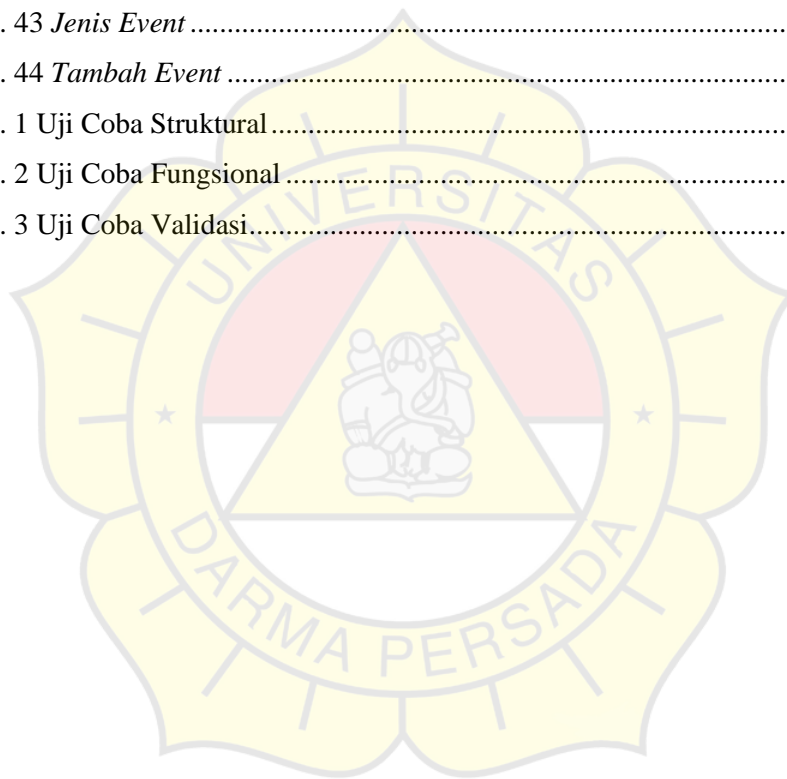 . 43 Jenis Event ........................................................................................
. 44 Tambah Event ...................................................................................
. 1 Uji Coba Struktural .............................................................................
. 2 Uji Coba Fungsional ...........................................................................
. 3 Uji Coba Validasi ................................................................................
UNIVERSITAS
DARMA PERSADA